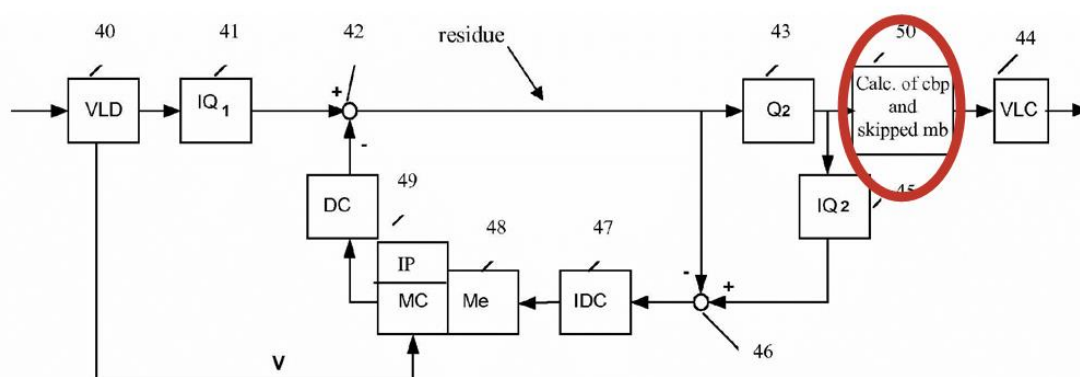 40
41
42
residue
43
50
44
VLD
IQ1
+
-
Q2
Calc. of cbp
and
skipped mb
VLC
DC
49
45
IQ2
IP
MC
48
Me
47
IDC
-
+
46
V